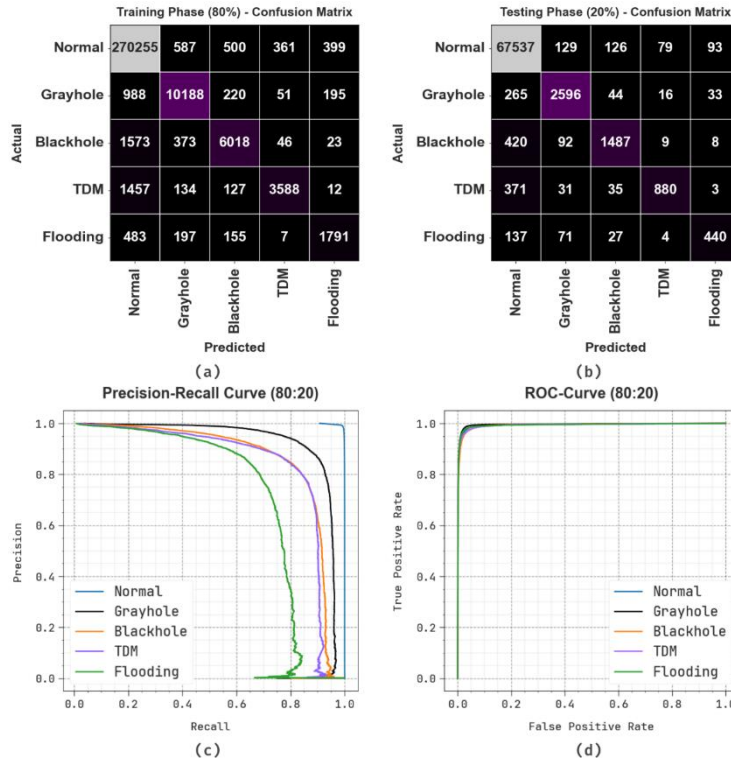 Training Phase (80%) - Confusion Matrix
Normal 270255 587 500 361 399
Grayhole 988 10188 220 51 195
Blackhole 1573 373 6018 46 23
TDM 1457 134 127 3588 12
Flooding 483 197 155 7 1791
Actual
Normal Grayhole Blackhole TDM Flooding
Predicted
(a)
Testing Phase (20%) - Confusion Matrix
Normal 67537 129 126 79 93
Grayhole 265 2596 44 16 33
Blackhole 420 92 1487 9 8
TDM 371 31 35 880 3
Flooding 137 71 27 4 440
Actual
Normal Grayhole Blackhole TDM Flooding
Predicted
(b)
Precision-Recall Curve (80:20)
1.0
0.8
0.6
0.4
0.2
0.0
Precision
Normal
Grayhole
Blackhole
TDM
Flooding
0.0 0.2 0.4 0.6 0.8 1.0
Recall
(c)
ROC-Curve (80:20)
1.0
0.8
0.6
0.4
0.2
0.0
True Positive Rate
Normal
Grayhole
Blackhole
TDM
Flooding
0.0 0.2 0.4 0.6 0.8 1.0
False Positive Rate
(d)